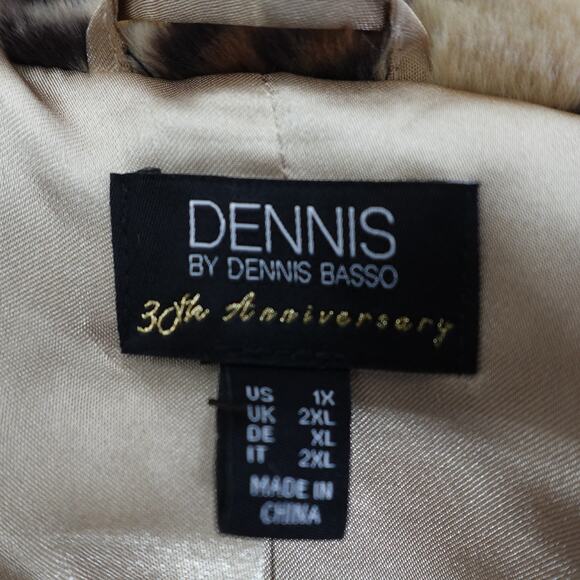 DENNIS
BY DENNIS BASSO
30th Anniversary
US 1X
UK 2XL
DE XL
IT 2XL
MADE IN
CHINA